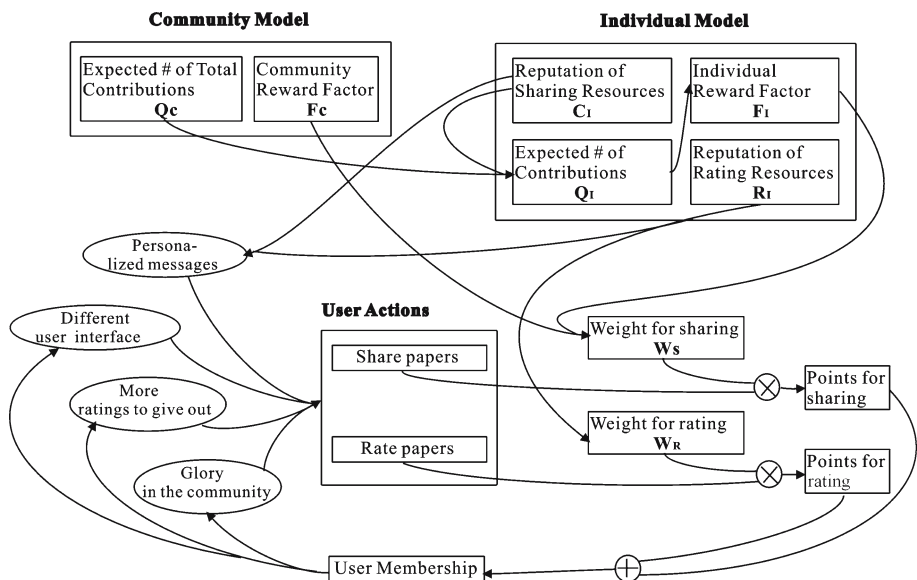 Community Model
Individual Model
Expected # of Total
Contributions
Qc
Community
Reward Factor
Fc
Reputation of
Sharing Resources
CI
Individual
Reward Factor
FI
Expected # of
Contributions
QI
Reputation of
Rating Resources
RI
Persona-
lized messages
Different
user interface
More
ratings to give out
Glory
in the community
User Actions
Share papers
Rate papers
Weight for sharing
Ws
Weight for rating
WR
Points for
sharing
Points for
rating
User Membership